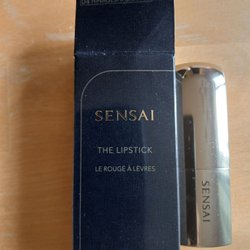 SENSAI
THE LIPSTICK
LE ROUGE À LÈVRES
SENSAI